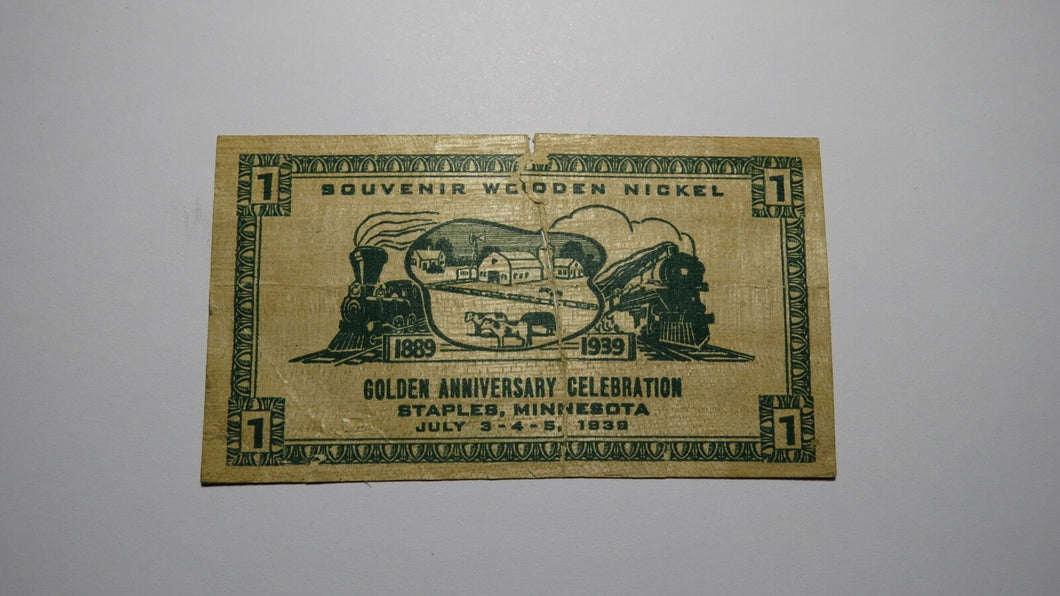 1 1
SOUVENIR WOODEN NICKEL
1889 1939
GOLDEN ANNIVERSARY CELEBRATION
STAPLES, MINNESOTA
JULY 3-4-5, 1939
1 1